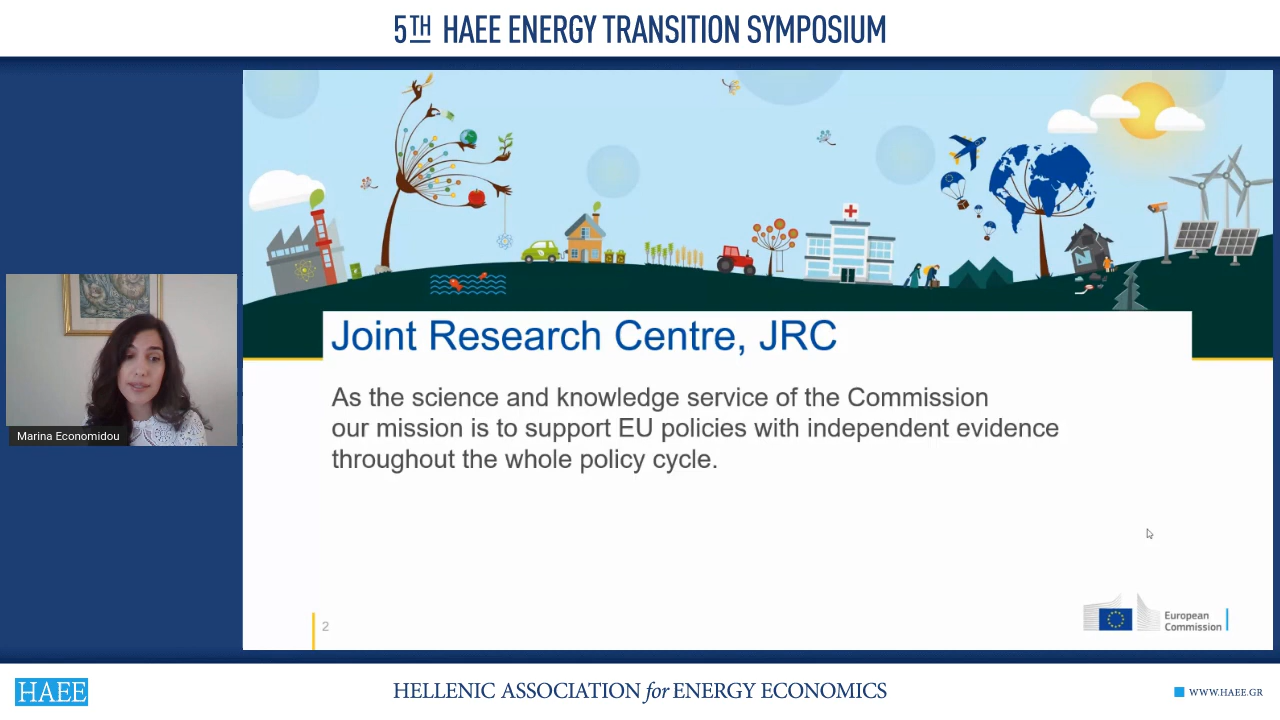 5TH HAEE ENERGY TRANSITION SYMPOSIUM
Joint Research Centre, JRC
As the science and knowledge service of the Commission
our mission is to support EU policies with independent evidence
throughout the whole policy cycle.
Marina Economidou
2
European
Commission
HAEE
HELLENIC ASSOCIATION for ENERGY ECONOMICS
WWW.HAEE.GR